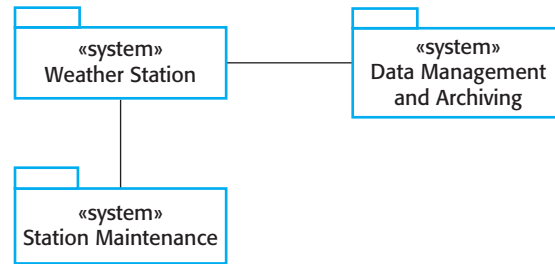 «system»
Weather Station
«system»
Data Management
and Archiving
«system»
Station Maintenance